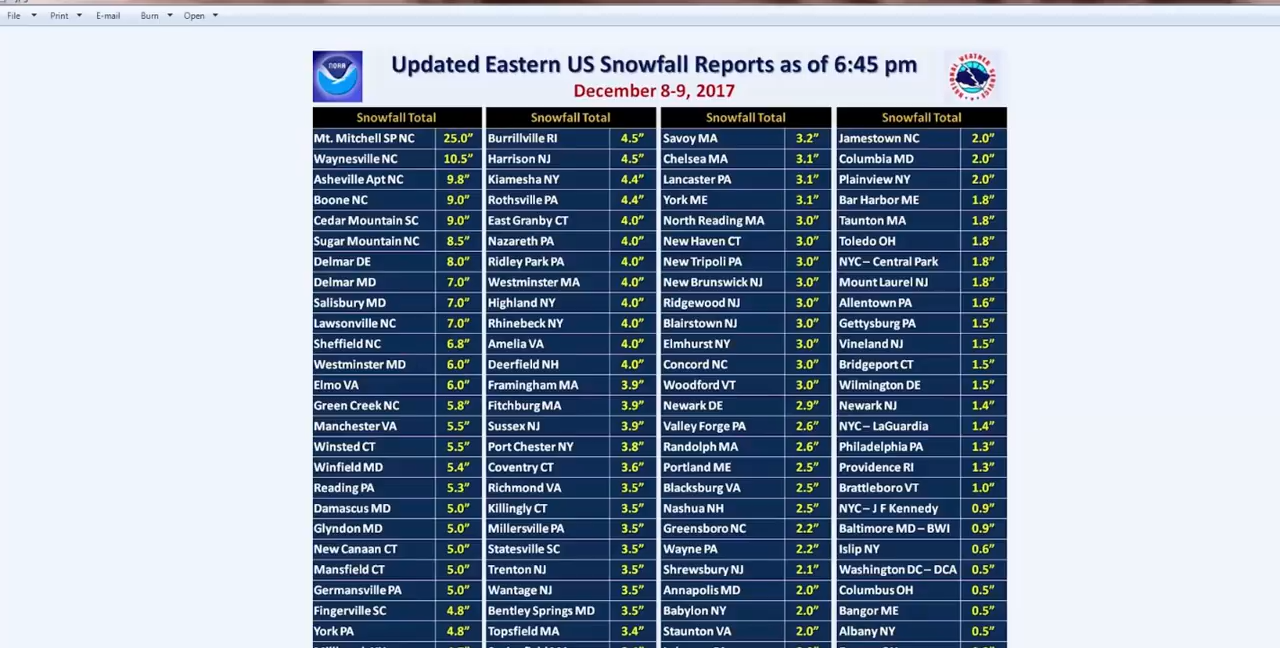 File Print E-mail Burn Open
NOAA
Updated Eastern US Snowfall Reports as of 6:45 pm
December 8-9, 2017
NATIONAL WEATHER SERVICE
Snowfall Total Snowfall Total Snowfall Total Snowfall Total
Mt. Mitchell SP NC 25.0” Burrillville RI 4.5” Savoy MA 3.2” Jamestown NC 2.0”
Waynesville NC 10.5” Harrison NJ 4.5” Chelsea MA 3.1” Columbia MD 2.0”
Asheville Apt NC 9.8” Kiamesha NY 4.4” Lancaster PA 3.1” Plainview NY 2.0”
Boone NC 9.0” Rothsville PA 4.4” York ME 3.1” Bar Harbor ME 1.8”
Cedar Mountain SC 9.0” East Granby CT 4.0” North Reading MA 3.0” Taunton MA 1.8”
Sugar Mountain NC 8.5” Nazareth PA 4.0” New Haven CT 3.0” Toledo OH 1.8”
Delmar DE 8.0” Ridley Park PA 4.0” New Tripoli PA 3.0” NYC – Central Park 1.8”
Delmar MD 7.0” Westminster MA 4.0” New Brunswick NJ 3.0” Mount Laurel NJ 1.8”
Salisbury MD 7.0” Highland NY 4.0” Ridgewood NJ 3.0” Allentown PA 1.6”
Lawsonville NC 7.0” Rhinebeck NY 4.0” Blairstown NJ 3.0” Gettysburg PA 1.5”
Sheffield NC 6.8” Amelia VA 4.0” Elmhurst NY 3.0” Vineland NJ 1.5”
Westminster MD 6.0” Deerfield NH 4.0” Concord NC 3.0” Bridgeport CT 1.5”
Elmo VA 6.0” Framingham MA 3.9” Woodford VT 3.0” Wilmington DE 1.5”
Green Creek NC 5.8” Fitchburg MA 3.9” Newark DE 2.9” Newark NJ 1.4”
Manchester VA 5.5” Sussex NJ 3.9” Valley Forge PA 2.6” NYC – LaGuardia 1.4”
Winsted CT 5.5” Port Chester NY 3.8” Randolph MA 2.6” Philadelphia PA 1.3”
Winfield MD 5.4” Coventry CT 3.6” Portland ME 2.5” Providence RI 1.3”
Reading PA 5.3” Richmond VA 3.5” Blacksburg VA 2.5” Brattleboro VT 1.0”
Damascus MD 5.0” Killingly CT 3.5” Nashua NH 2.5” NYC – J F Kennedy 0.9”
Glyndon MD 5.0” Millersville PA 3.5” Greensboro NC 2.2” Baltimore MD – BWI 0.9”
New Canaan CT 5.0” Statesville SC 3.5” Wayne PA 2.2” Islip NY 0.6”
Mansfield CT 5.0” Trenton NJ 3.5” Shrewsbury NJ 2.1” Washington DC – DCA 0.5”
Germansville PA 5.0” Wantage NJ 3.5” Annapolis MD 2.0” Columbus OH 0.5”
Fingerville SC 4.8” Bentley Springs MD 3.5” Babylon NY 2.0” Bangor ME 0.5”
York PA 4.8” Topsfield MA 3.4” Staunton VA 2.0” Albany NY 0.5”